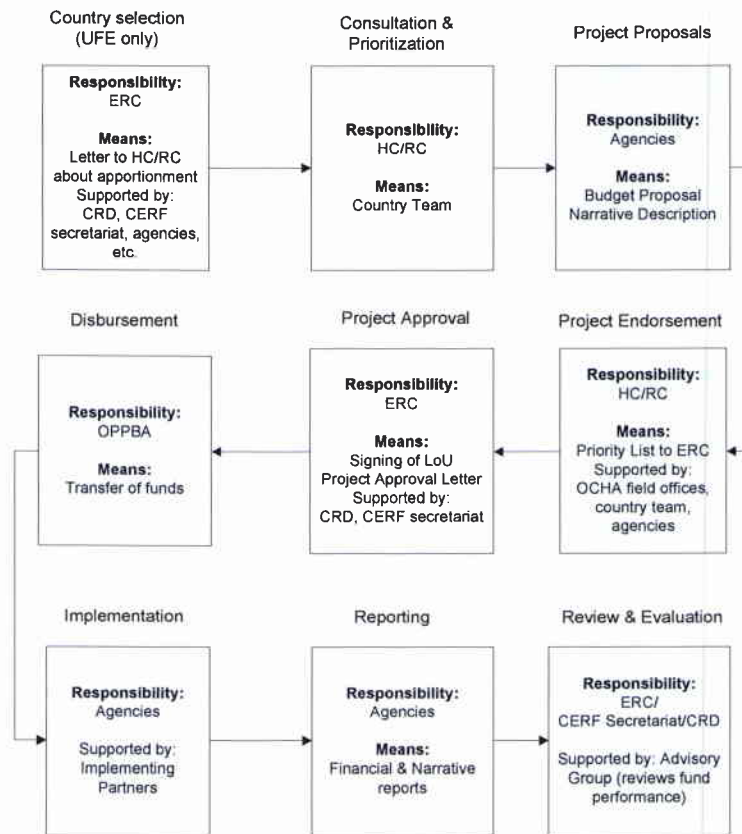 Country selection
(UFE only)
Responsibility:
ERC
Means:
Letter to HC/RC
about apportionment
Supported by:
CRD, CERF
secretariat, agencies,
etc.
Consultation &
Prioritization
Responsibility:
HC/RC
Means:
Country Team
Project Proposals
Responsibility:
Agencies
Means:
Budget Proposal
Narrative Description
Disbursement
Responsibility:
OPPBA
Means:
Transfer of funds
Project Approval
Responsibility:
ERC
Means:
Signing of LoU
Project Approval Letter
Supported by:
CRD, CERF secretariat
Project Endorsement
Responsibility:
HC/RC
Means:
Priority List to ERC
Supported by:
OCHA field offices,
country team,
agencies
Implementation
Responsibility:
Agencies
Supported by:
Implementing
Partners
Reporting
Responsibility:
Agencies
Means:
Financial & Narrative
reports
Review & Evaluation
Responsibility:
ERC/
CERF Secretariat/CRD
Supported by: Advisory
Group (reviews fund
performance)